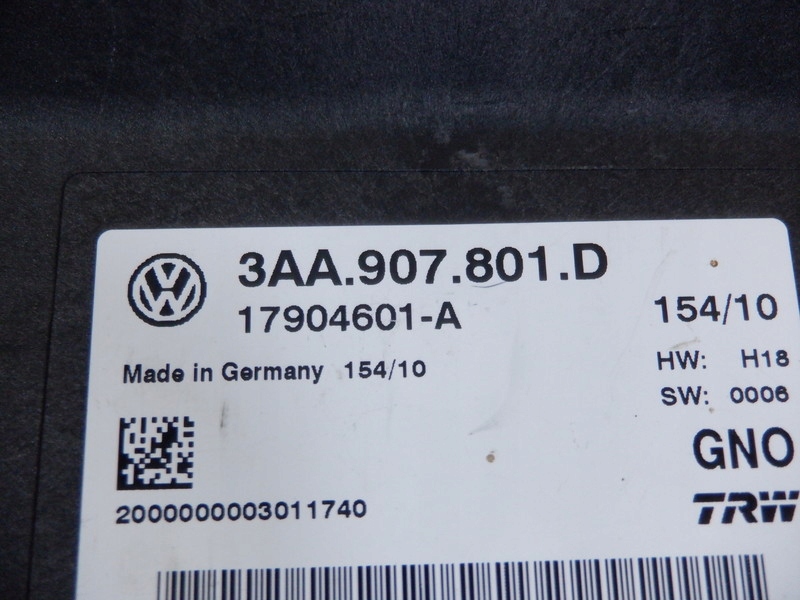 3AA.907.801.D
17904601-A
154/10
Made in Germany 154/10
HW: H18
SW: 0006
GNO
TRW
2000000003011740